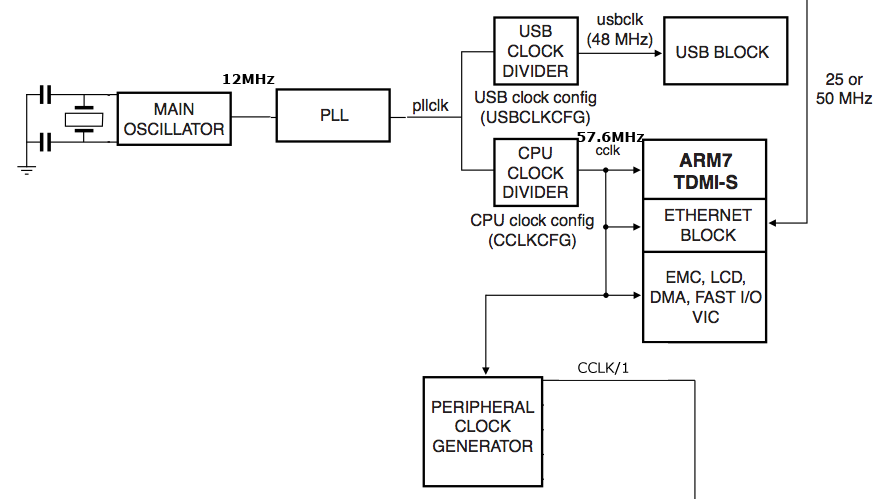 12MHz
MAIN
OSCILLATOR
PLL
pllclk
USB
CLOCK
DIVIDER
USB clock config
(USBCLKCFG)
usbclk
(48 MHz)
USB BLOCK
25 or
50 MHz
CPU
CLOCK
DIVIDER
CPU clock config
(CCLKCFG)
57.6MHz
cclk
ARM7
TDMI-S
ETHERNET
BLOCK
EMC, LCD,
DMA, FAST I/O
VIC
CCLK/1
PERIPHERAL
CLOCK
GENERATOR